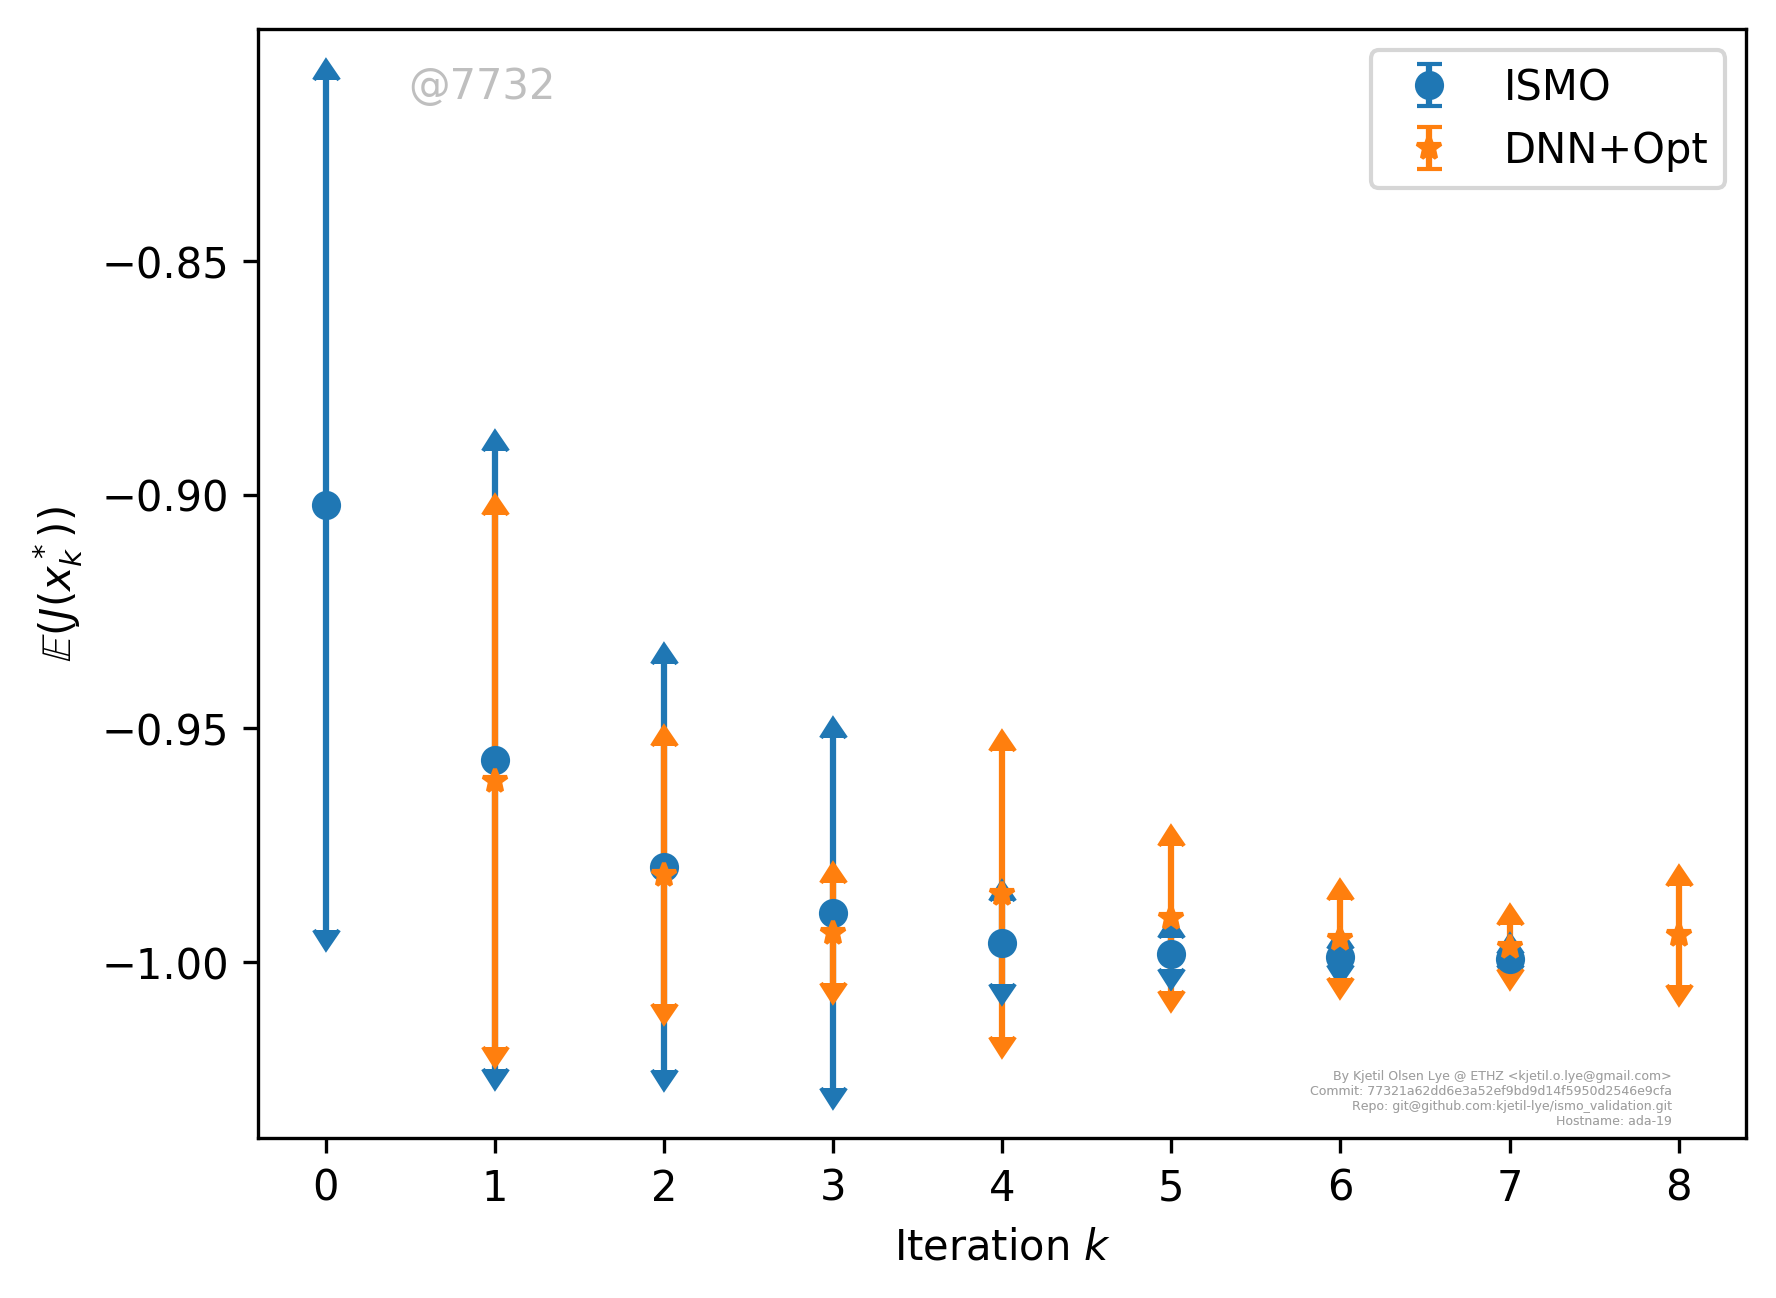 @7732
ISMO
DNN+Opt
−0.85
−0.90
−0.95
−1.00
𝔼(J(x*k))
0 1 2 3 4 5 6 7 8
Iteration k
By Kjetil Olsen Lye @ ETHZ <kjetil.o.lye@gmail.com>
Commit: 77321a62dd6e3a52ef9bd9d14f5950d2546e9cfa
Repo: git@github.com:kjetil-lye/ismo_validation.git
Hostname: ada-19